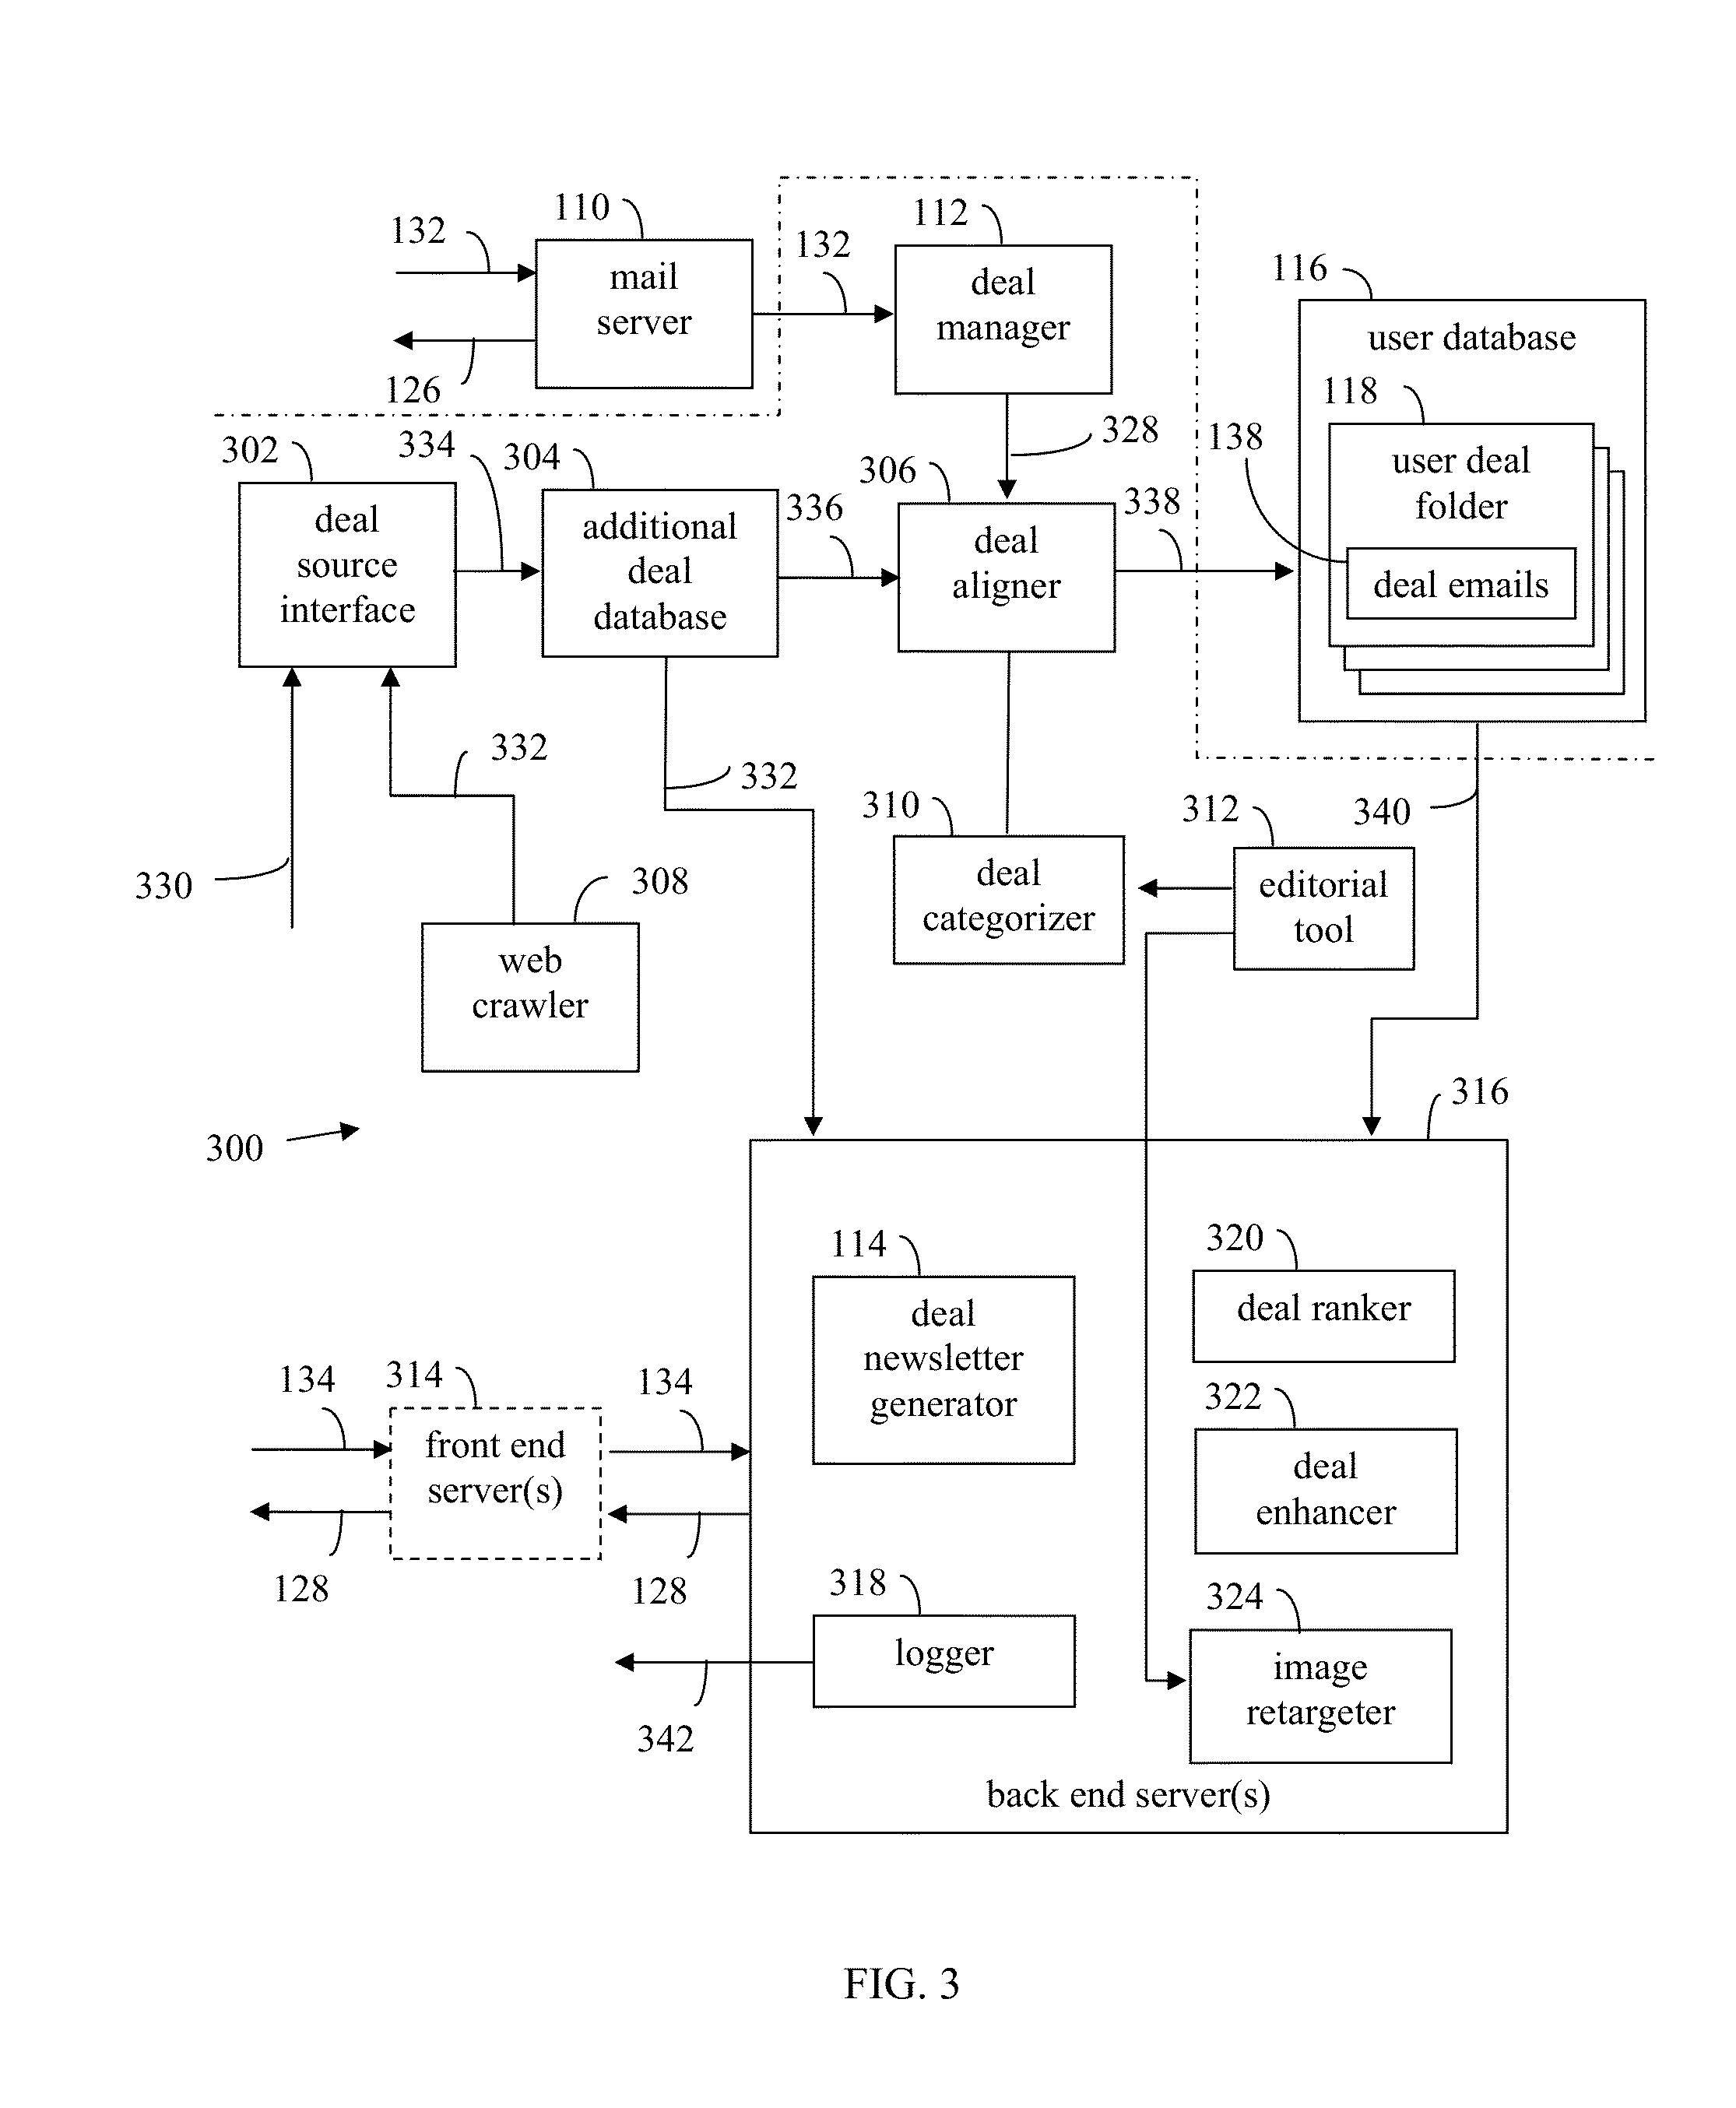 110
132
mail
server
126
132
112
deal
manager
116
user database
118
user deal
folder
138
deal emails
328
302
334
deal
source
interface
304
additional
deal
database
336
306
deal
aligner
338
332
332
330
308
web
crawler
310
deal
categorizer
312
editorial
tool
340
300
316
114
deal
newsletter
generator
320
deal ranker
322
deal
enhancer
134
314
134
front end
server(s)
128
128
318
logger
342
324
image
retargeter
back end server(s)
FIG. 3